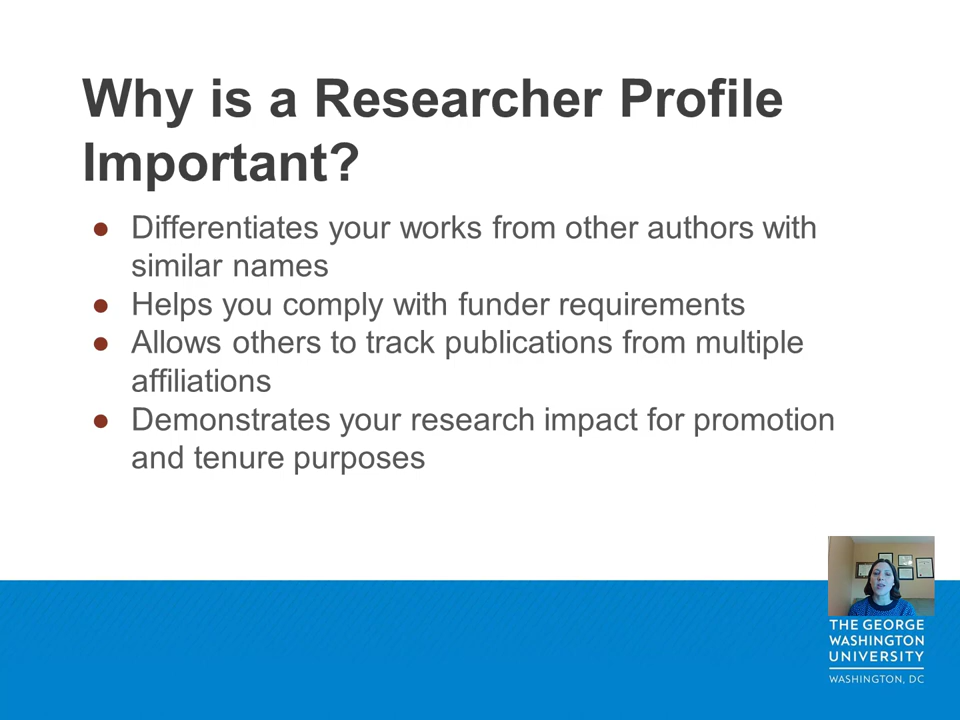 Why is a Researcher Profile
Important?
● Differentiates your works from other authors with
similar names
● Helps you comply with funder requirements
● Allows others to track publications from multiple
affiliations
● Demonstrates your research impact for promotion
and tenure purposes
THE GEORGE
WASHINGTON
UNIVERSITY
WASHINGTON, DC